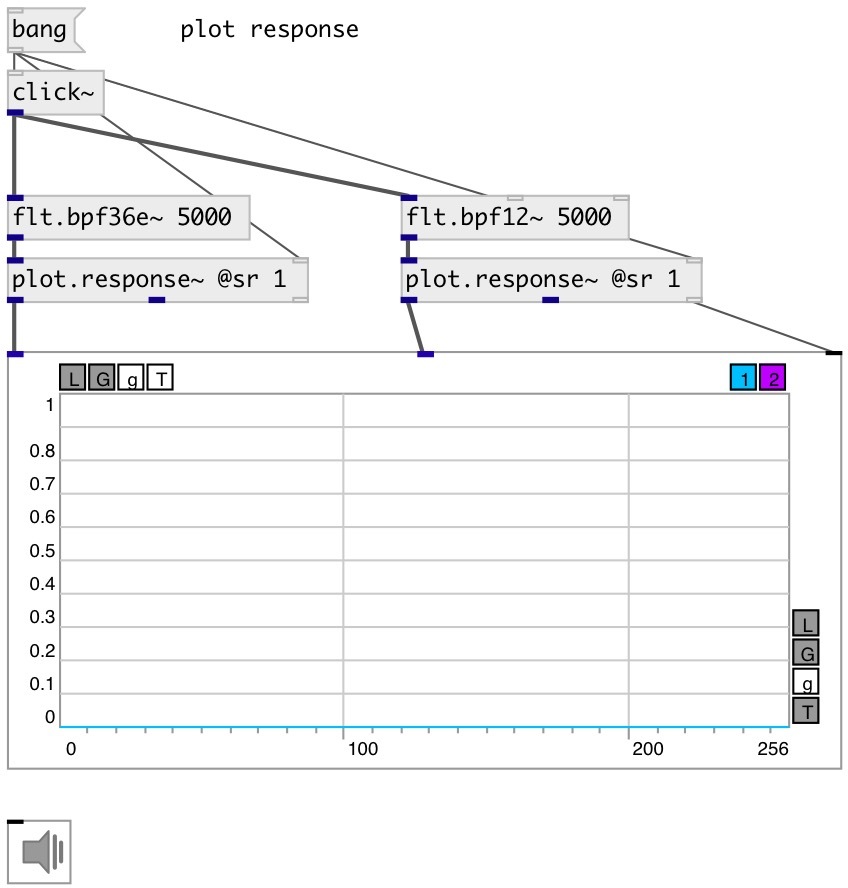 bang
plot response
click~
flt.bpf36e~ 5000
flt.bpf12~ 5000
plot.response~ @sr 1
plot.response~ @sr 1
L G g T
1 2
1
0.8
0.7
0.6
0.5
0.4
0.3
0.2
0.1
0
L
G
g
T
0 100 200 256